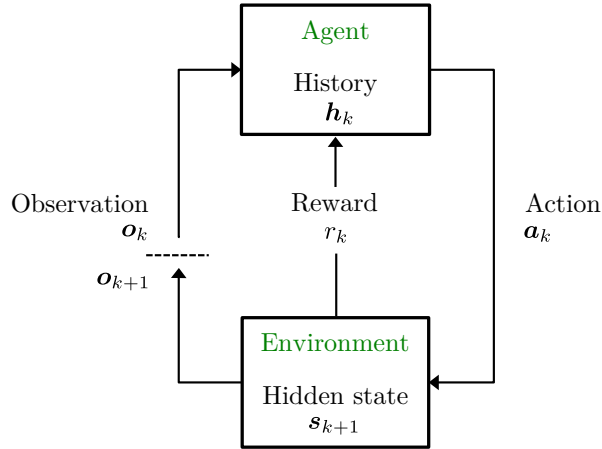 Agent
History
h_k
Observation
o_k
o_{k+1}
Reward
r_k
Action
a_k
Environment
Hidden state
s_{k+1}